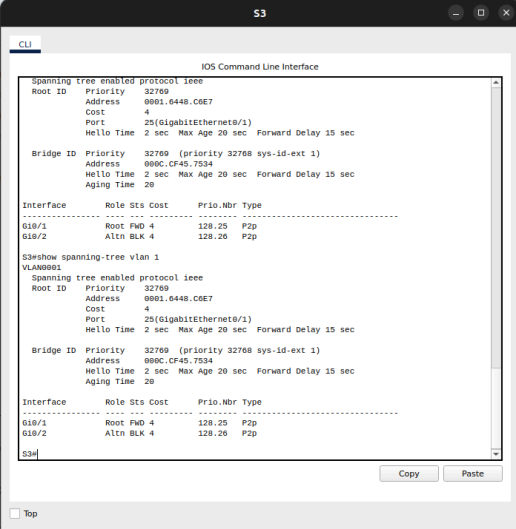 S3
CLI
IOS Command Line Interface
Spanning tree enabled protocol ieee
Root ID Priority 32769
Address 0001.6448.C6E7
Cost 4
Port 25(GigabitEthernet0/1)
Hello Time 2 sec Max Age 20 sec Forward Delay 15 sec
Bridge ID Priority 32769 (priority 32768 sys-id-ext 1)
Address 000C.CF45.7534
Hello Time 2 sec Max Age 20 sec Forward Delay 15 sec
Aging Time 20
Interface Role Sts Cost Prio.Nbr Type
---------------- ---- --- --------- -------- --------------------------------
Gi0/1 Root FWD 4 128.25 P2p
Gi0/2 Altn BLK 4 128.26 P2p
S3#show spanning-tree vlan 1
VLAN0001
Spanning tree enabled protocol ieee
Root ID Priority 32769
Address 0001.6448.C6E7
Cost 4
Port 25(GigabitEthernet0/1)
Hello Time 2 sec Max Age 20 sec Forward Delay 15 sec
Bridge ID Priority 32769 (priority 32768 sys-id-ext 1)
Address 000C.CF45.7534
Hello Time 2 sec Max Age 20 sec Forward Delay 15 sec
Aging Time 20
Interface Role Sts Cost Prio.Nbr Type
---------------- ---- --- --------- -------- --------------------------------
Gi0/1 Root FWD 4 128.25 P2p
Gi0/2 Altn BLK 4 128.26 P2p
S3#
Copy Paste
Top